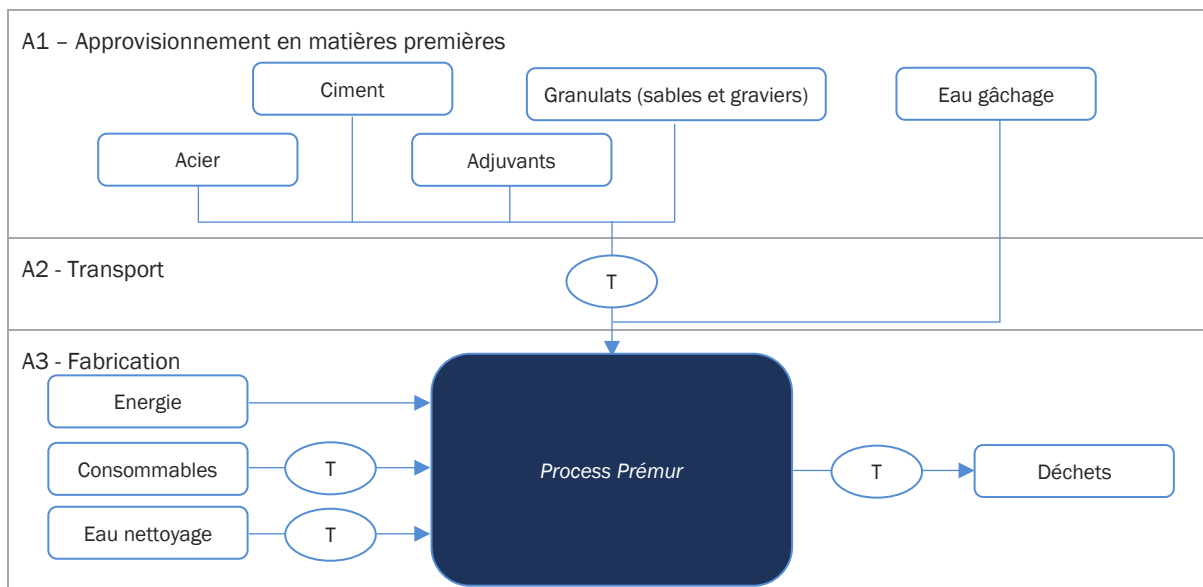 A1 – Approvisionnement en matières premières
Ciment
Granulats (sables et graviers)
Eau gâchage
Acier
Adjuvants
A2 - Transport
T
A3 - Fabrication
Energie
Consommables
T
Process Prémur
T
Déchets
Eau nettoyage
T